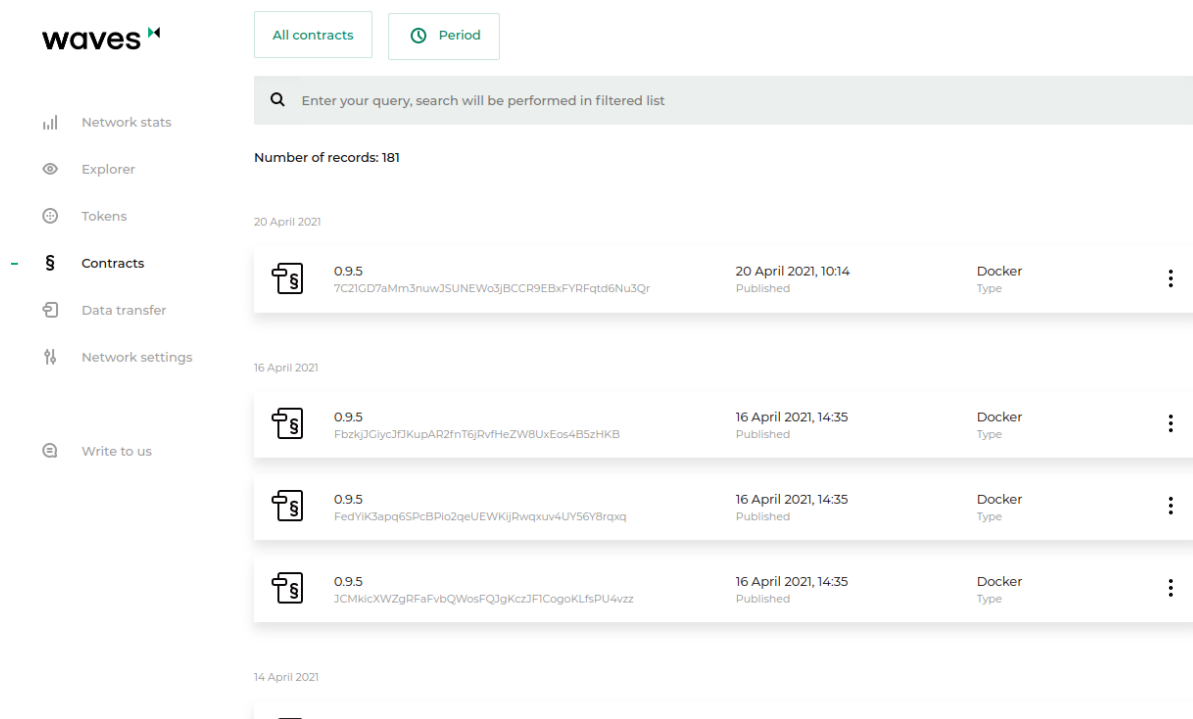 waves
All contracts
Period
Enter your query, search will be performed in filtered list
Network stats
Explorer
Tokens
§ Contracts
Data transfer
Network settings
Write to us
Number of records: 181
20 April 2021
0.9.5
7C21GD7aMm3nuwJSUNEWo3jBCCR9EBxFYRFqtd6Nu3Qr
20 April 2021, 10:14
Published
Docker
Type
16 April 2021
0.9.5
FbzkjJGiycJfJKupAR2fnT6jRvfHeZW8UxEos4B5zHKB
16 April 2021, 14:35
Published
Docker
Type
0.9.5
FedYiK3apq6SPcBPio2qeUEWKijRwqxuv4UY56Y8rqxq
16 April 2021, 14:35
Published
Docker
Type
0.9.5
JCMkicXWZgRFaFvbQWosFQJgKczJF1CogoKLfsPU4vzz
16 April 2021, 14:35
Published
Docker
Type
14 April 2021